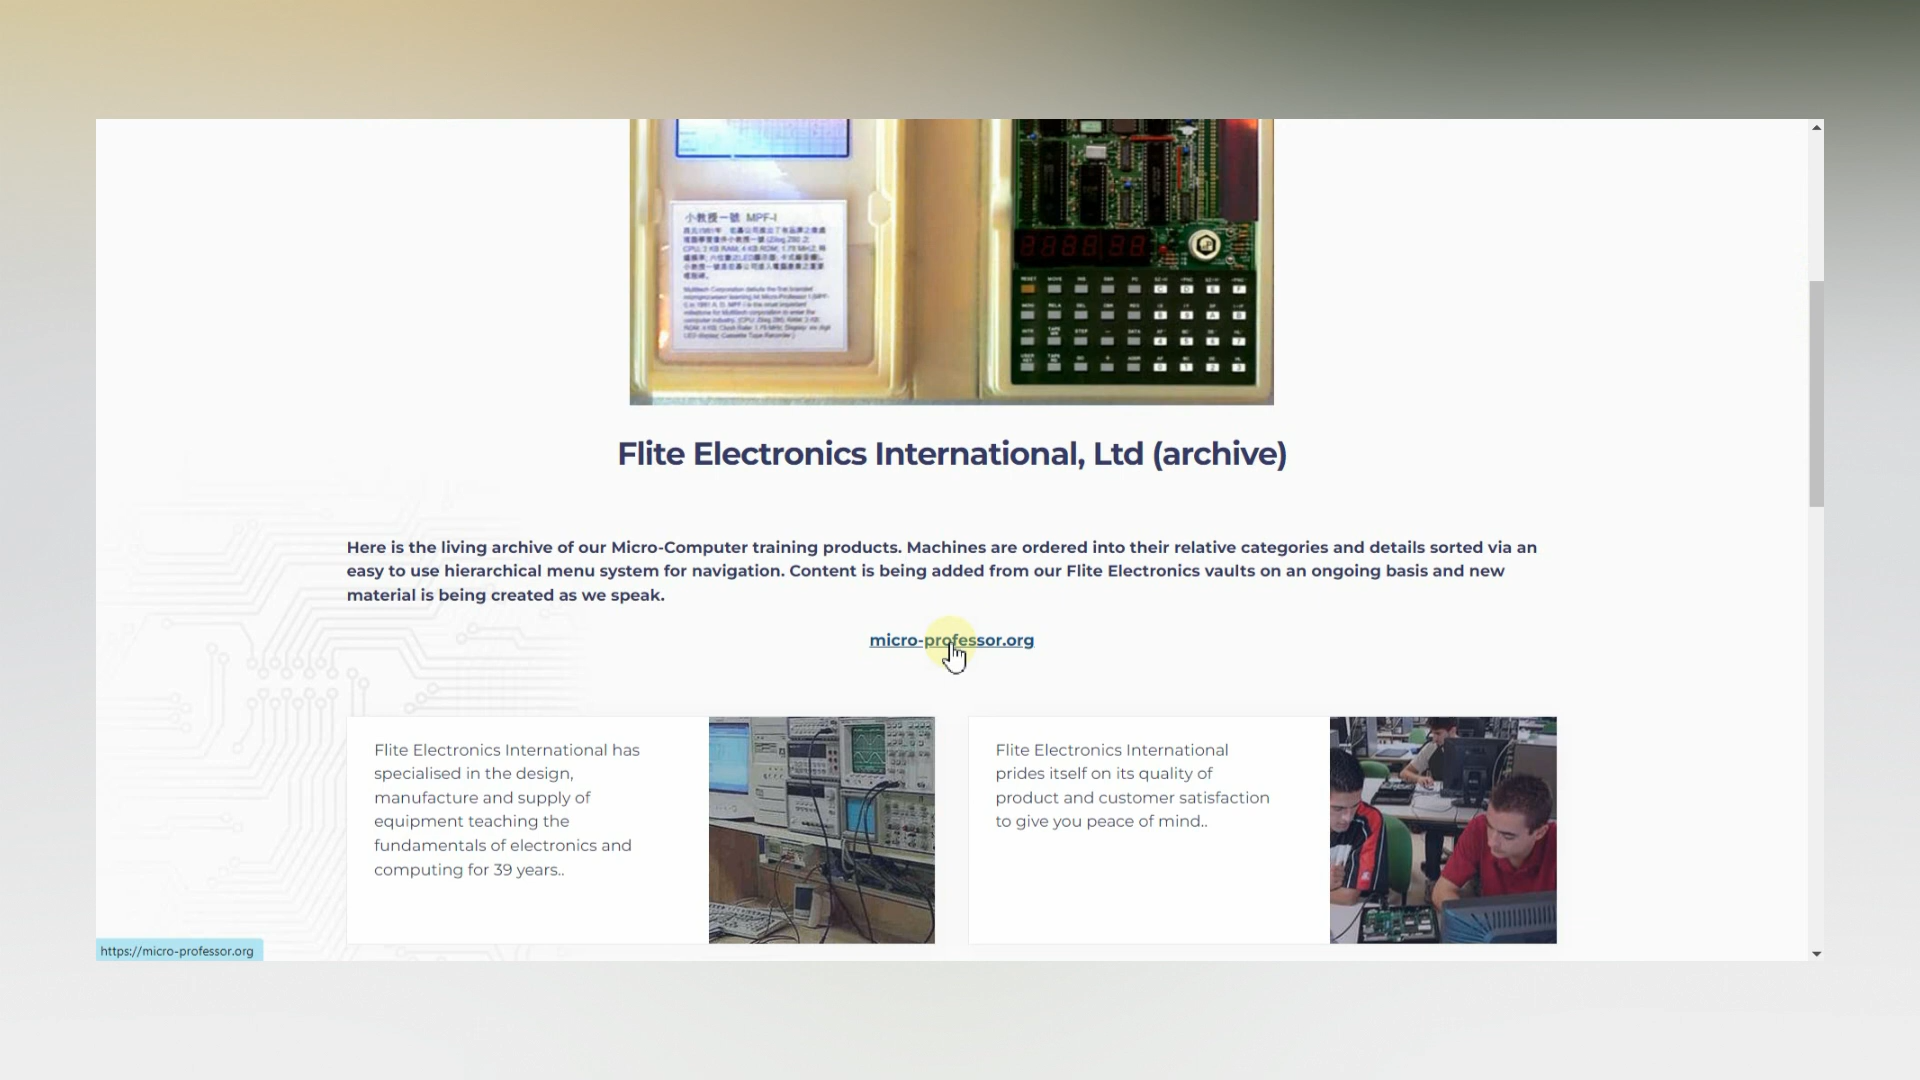 小教授一號 MPF-I
Flite Electronics International, Ltd (archive)
Here is the living archive of our Micro-Computer training products. Machines are ordered into their relative categories and details sorted via an
easy to use hierarchical menu system for navigation. Content is being added from our Flite Electronics vaults on an ongoing basis and new
material is being created as we speak.
micro-professor.org
Flite Electronics International has
specialised in the design,
manufacture and supply of
equipment teaching the
fundamentals of electronics and
computing for 39 years..
Flite Electronics International
prides itself on its quality of
product and customer satisfaction
to give you peace of mind..
https://micro-professor.org